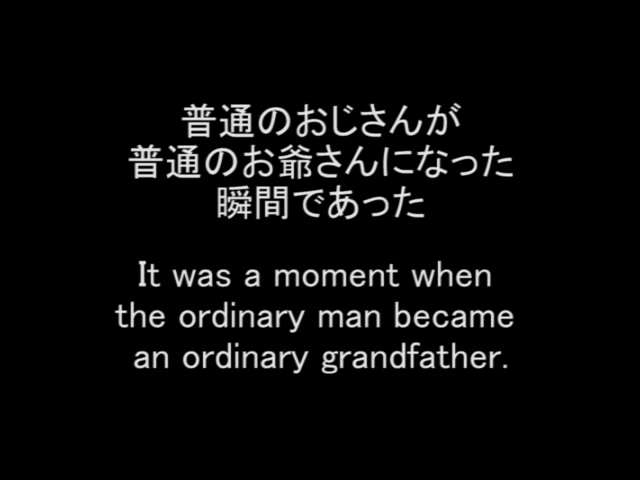 普通のおじさんが
普通のお爺さんになった
瞬間であった
It was a moment when
the ordinary man became
an ordinary grandfather.